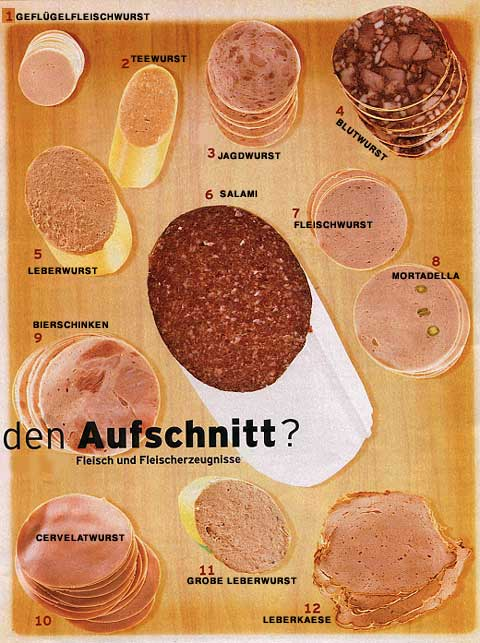 1 GEFLÜGELFLEISCHWURST
2 TEEWURST
3 JAGDWURST
4 BLUTWURST
5 LEBERWURST
6 SALAMI
7 FLEISCHWURST
8 MORTADELLA
9 BIERSCHINKEN
den Aufschnitt?
Fleisch und Fleischerzeugnisse
10 CERVELATWURST
11 GROBE LEBERWURST
12 LEBERKAESE